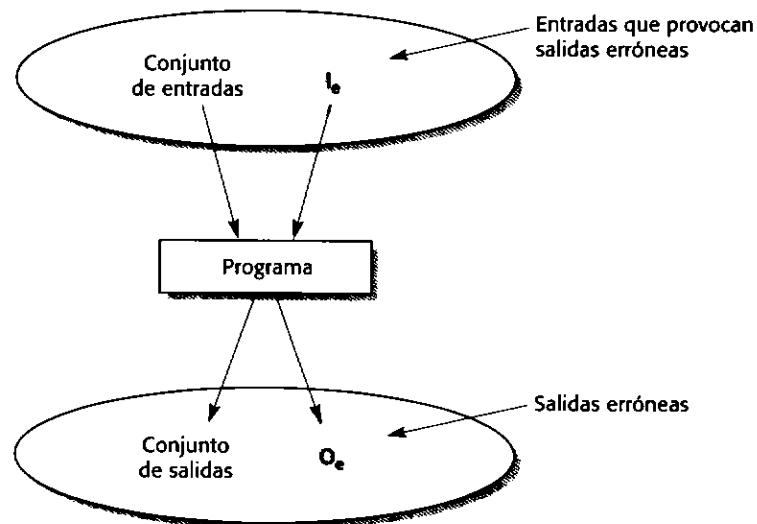 Entradas que provocan
salidas erróneas
Conjunto
de entradas
Ie
Programa
Salidas erróneas
Conjunto
de salidas
Oe